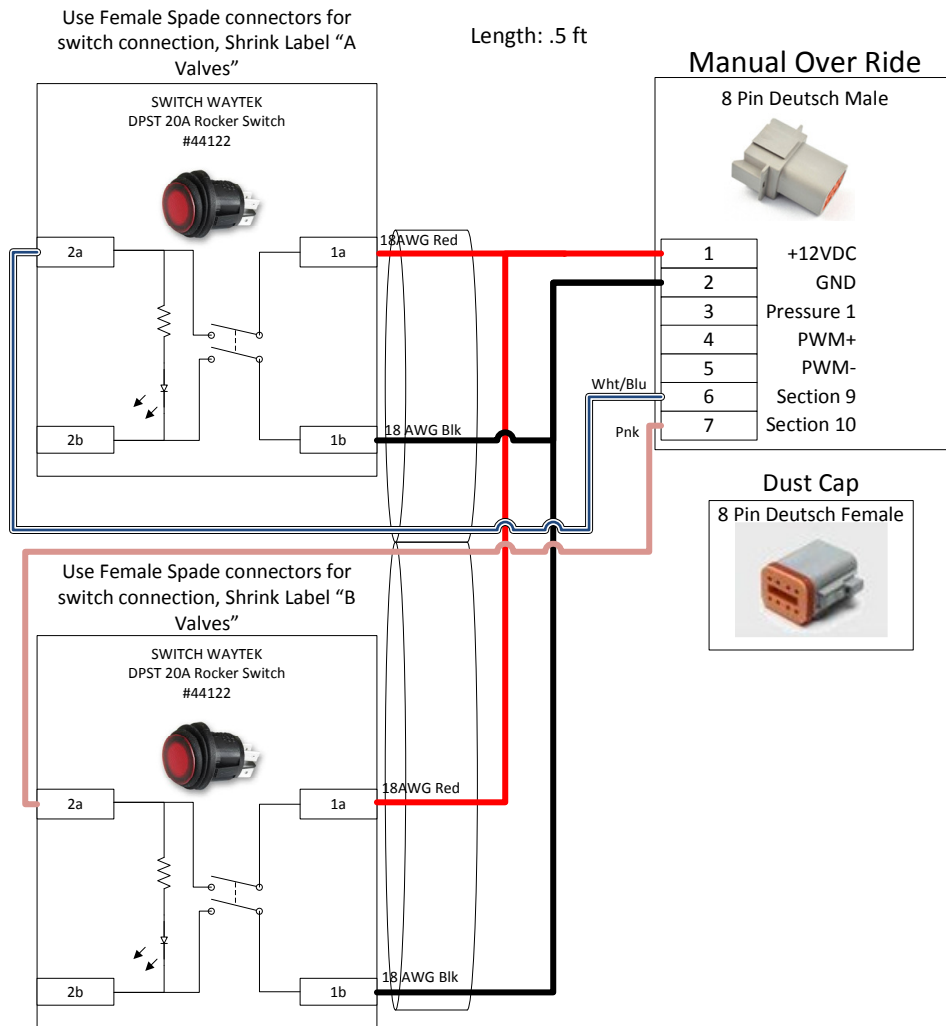 Use Female Spade connectors for
switch connection, Shrink Label “A
Valves”
Length: .5 ft
Manual Over Ride
8 Pin Deutsch Male
SWITCH WAYTEK
DPST 20A Rocker Switch
#44122
2a
1a
18AWG Red
2b
1b
18 AWG Blk
1 +12VDC
2 GND
3 Pressure 1
4 PWM+
5 PWM-
Wht/Blu
6 Section 9
Pnk
7 Section 10
Dust Cap
8 Pin Deutsch Female
Use Female Spade connectors for
switch connection, Shrink Label “B
Valves”
SWITCH WAYTEK
DPST 20A Rocker Switch
#44122
2a
1a
18AWG Red
2b
1b
18 AWG Blk